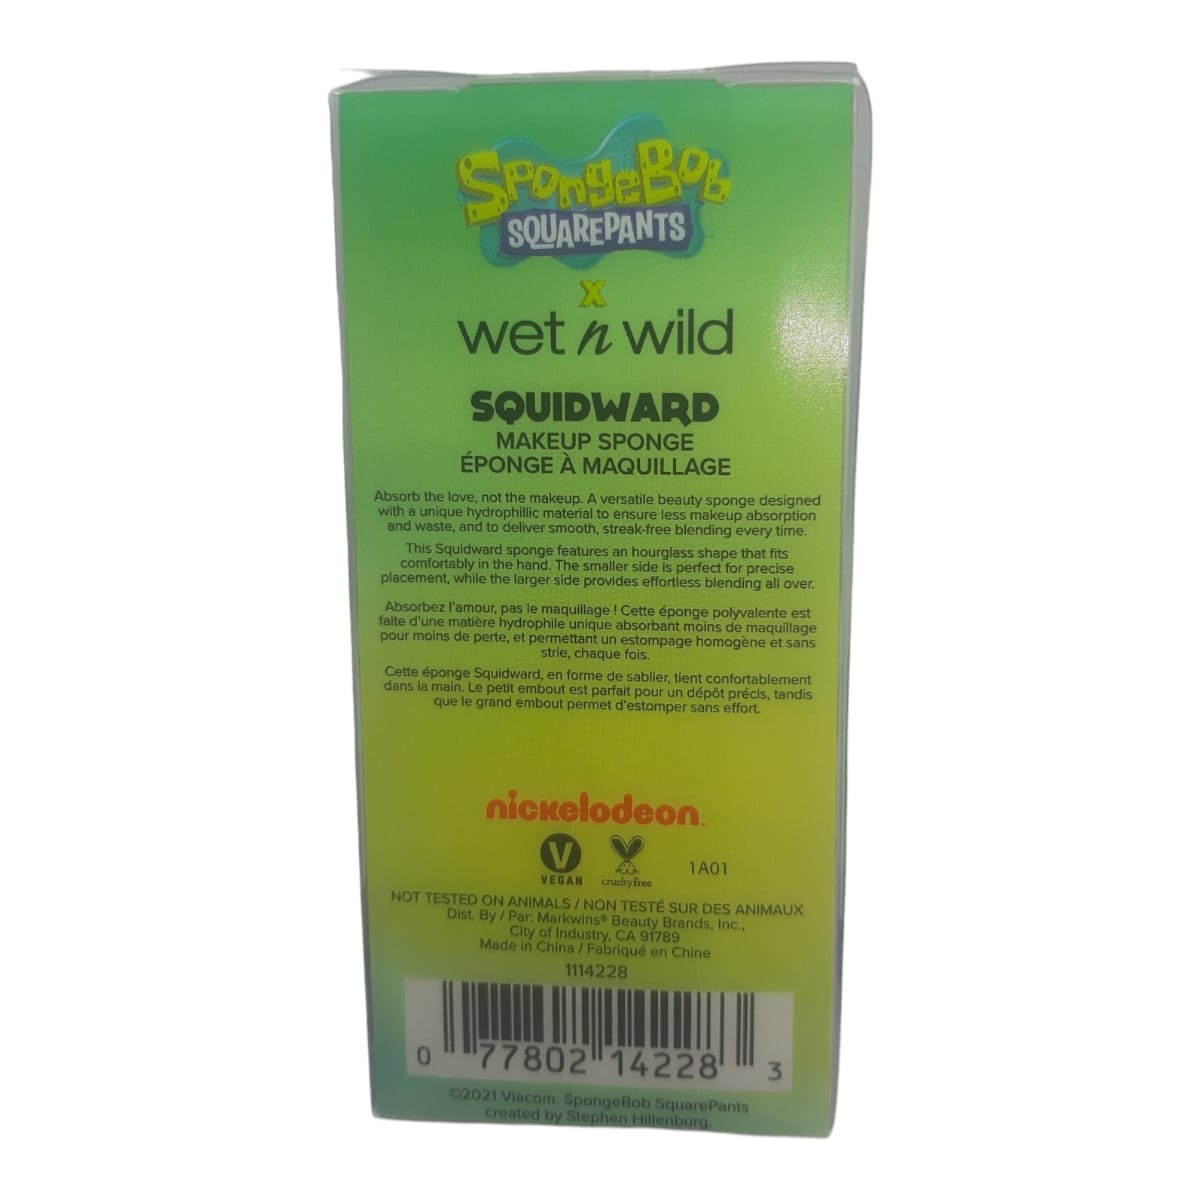 SPONGEBOB
SQUAREPANTS
X
wet n wild
SQUIDWARD
MAKEUP SPONGE
ÉPONGE À MAQUILLAGE
Absorb the love, not the makeup. A versatile beauty sponge designed
with a unique hydrophillic material to ensure less makeup absorption
and waste, and to deliver smooth, streak-free blending every time.
This Squidward sponge features an hourglass shape that fits
comfortably in the hand. The smaller side is perfect for precise
placement, while the larger side provides effortless blending all over.
Absorbez l'amour, pas le maquillage ! Cette éponge polyvalente est
faite d'une matière hydrophile unique absorbant moins de maquillage
pour moins de perte, et permettant un estompage homogène et sans
strie, chaque fois.
Cette éponge Squidward, en forme de sablier, tient confortablement
dans la main. Le petit embout est parfait pour un dépôt précis, tandis
que le grand embout permet d'estomper sans effort.
nickelodeon™
V
VEGAN crueltyfree 1A01
NOT TESTED ON ANIMALS / NON TESTÉ SUR DES ANIMAUX
Dist. By / Par: Markwins® Beauty Brands, Inc.,
City of Industry, CA 91789
Made in China / Fabriqué en Chine
1114228
0 77802 14228 3
©2021 Viacom. SpongeBob SquarePants
created by Stephen Hillenburg.